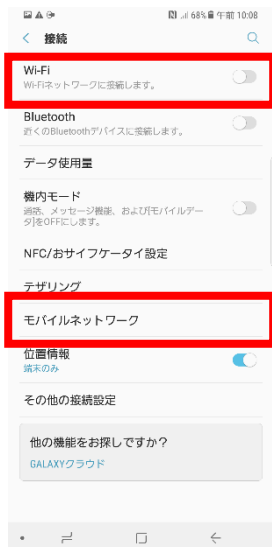 68% 午前 10:08
接続
Wi-Fi
Wi-Fiネットワークに接続します。
Bluetooth
近くのBluetoothデバイスに接続します。
データ使用量
機内モード
通話、メッセージ機能、および[モバイルデー
タ]をOFFにします。
NFC/おサイフケータイ設定
テザリング
モバイルネットワーク
位置情報
端末のみ
その他の接続設定
他の機能をお探しですか？
GALAXYクラウド